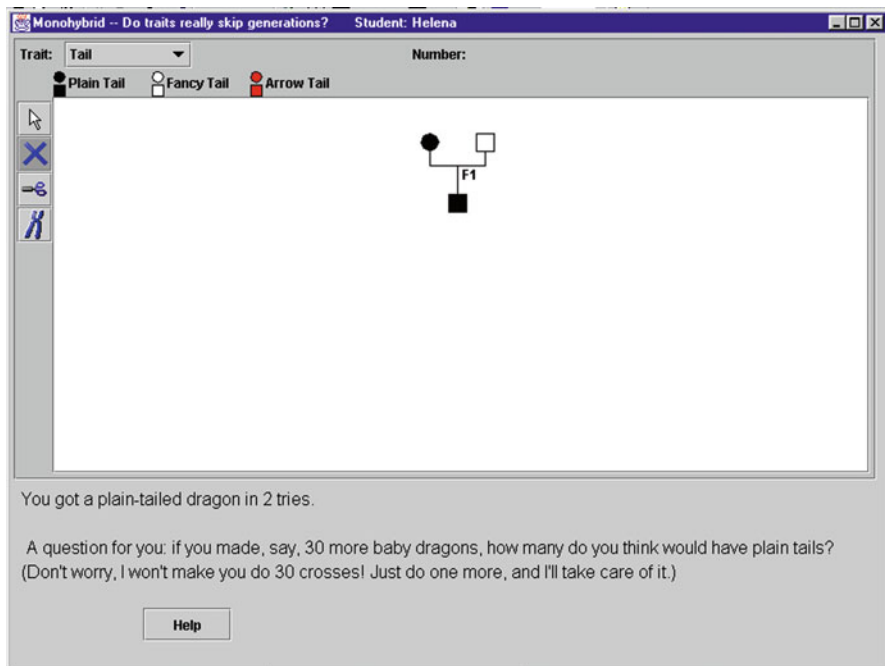 Monohybrid -- Do traits really skip generations? Student: Helena
Trait: Tail Number:
Plain Tail Fancy Tail Arrow Tail
F1
You got a plain-tailed dragon in 2 tries.
A question for you: if you made, say, 30 more baby dragons, how many do you think would have plain tails?
(Don't worry, I won't make you do 30 crosses! Just do one more, and I'll take care of it.)
Help